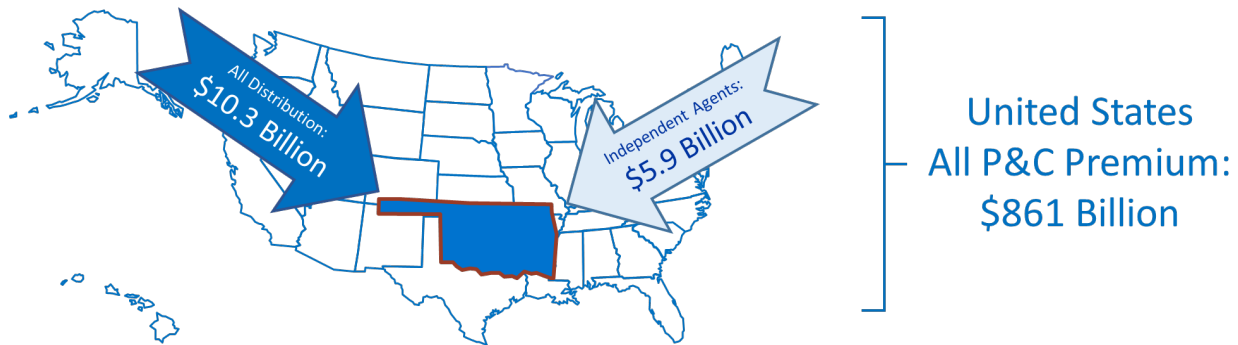 All Distribution:
$10.3 Billion
Independent Agents:
$5.9 Billion
United States
All P&C Premium:
$861 Billion